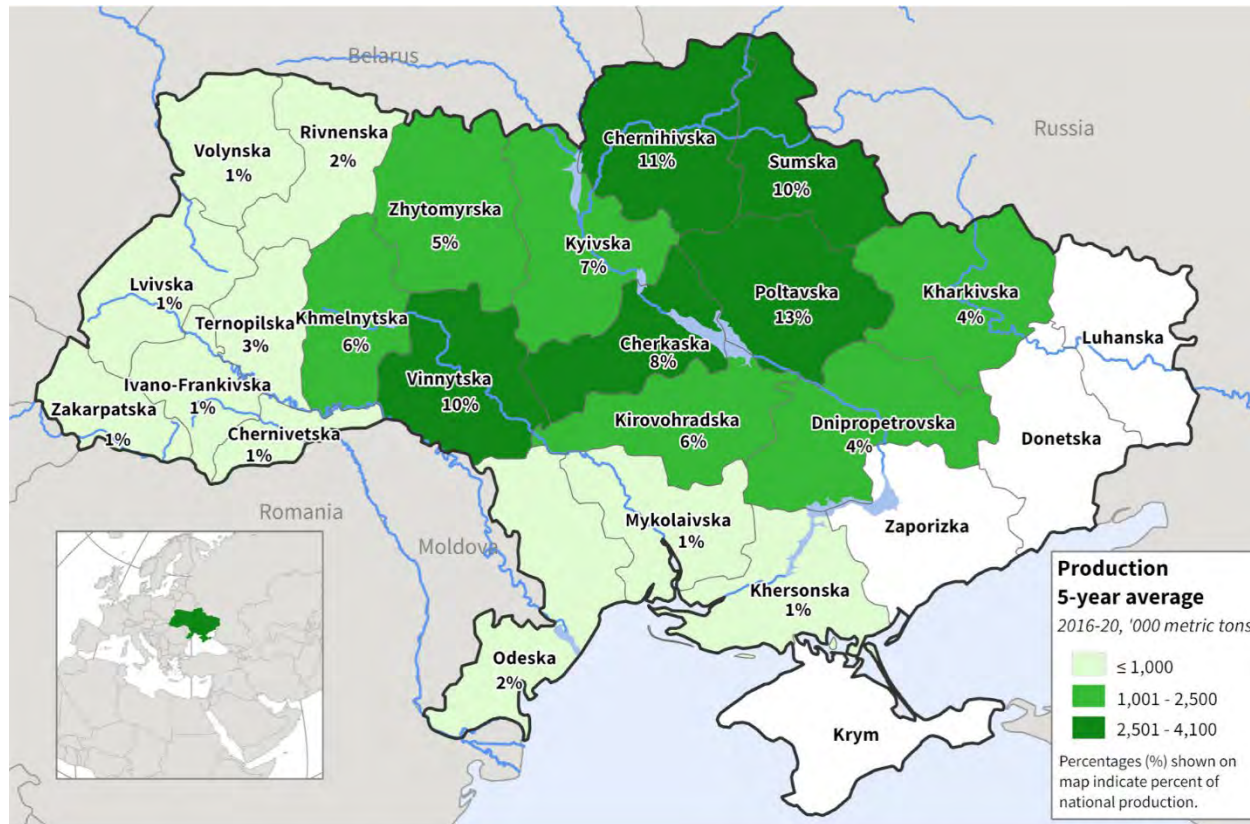 Belarus
Russia
Volynska
1%
Rivnenska
2%
Chernihivska
11%
Sumska
10%
Zhytomyrska
5%
Kyivska
7%
Lvivska
1%
Ternopilska
3%
Khmelnytska
6%
Vinnytska
10%
Cherkaska
8%
Poltavska
13%
Kharkivska
4%
Luhanska
Ivano-Frankivska
1%
Zakarpatska
1%
Chernivetska
1%
Kirovohradska
6%
Dnipropetrovska
4%
Donetska
Romania
Moldova
Mykolaivska
1%
Zaporizka
Khersonska
1%
Odeska
2%
Krym
Production
5-year average
2016-20, '000 metric tons
≤ 1,000
1,001 - 2,500
2,501 - 4,100
Percentages (%) shown on
map indicate percent of
national production.